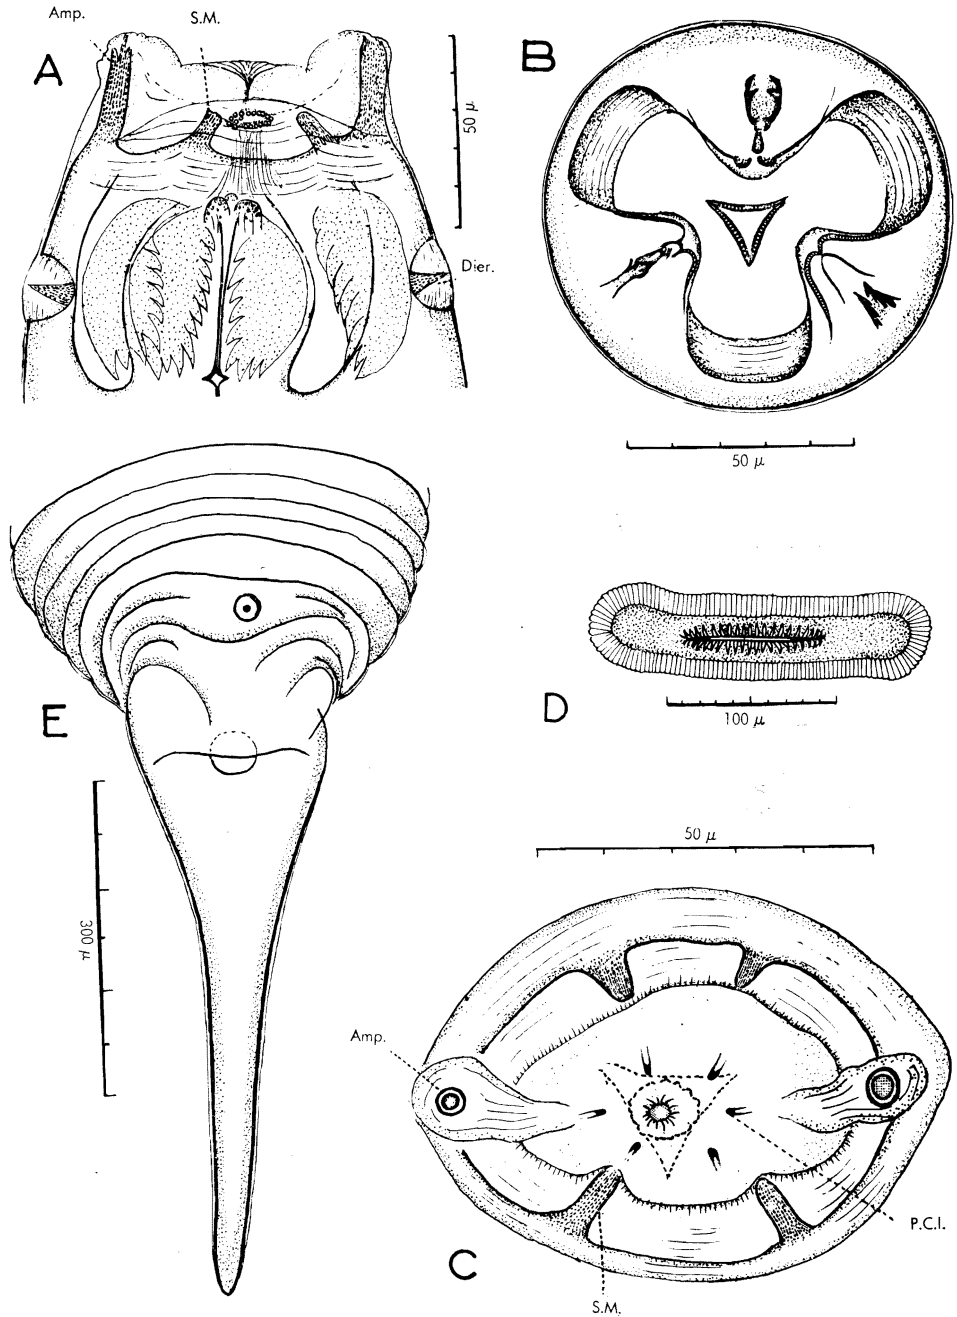 Amp.
S.M.
A
50 μ
Dier.
B
50 μ
E
300 μ
D
100 μ
50 μ
Amp.
P.C.I.
C
S.M.